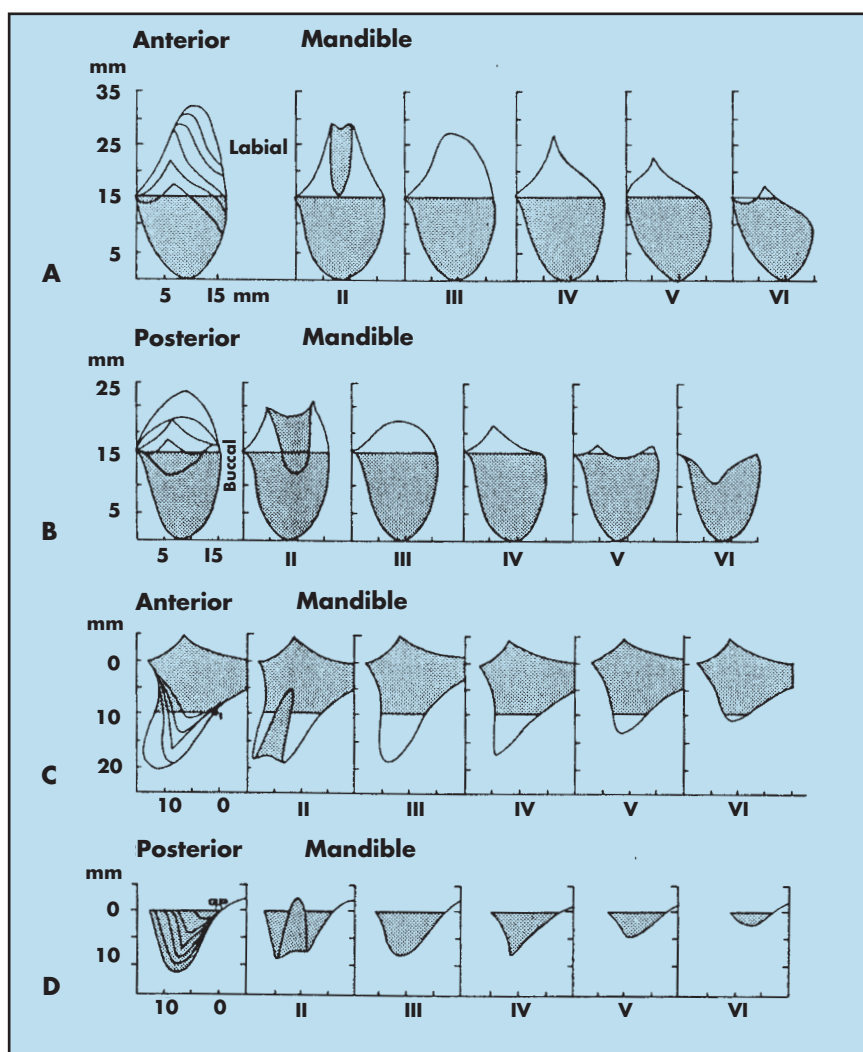 Anterior Mandible
mm
35
25
Labial
15
5
A
5 15 mm II III IV V VI
Posterior Mandible
mm
25
15
Buccal
5
B
5 15 II III IV V VI
Anterior Mandible
mm
0
10
20
C
10 0 II III IV V VI
Posterior Mandible
mm
0
10
D
10 0 II III IV V VI